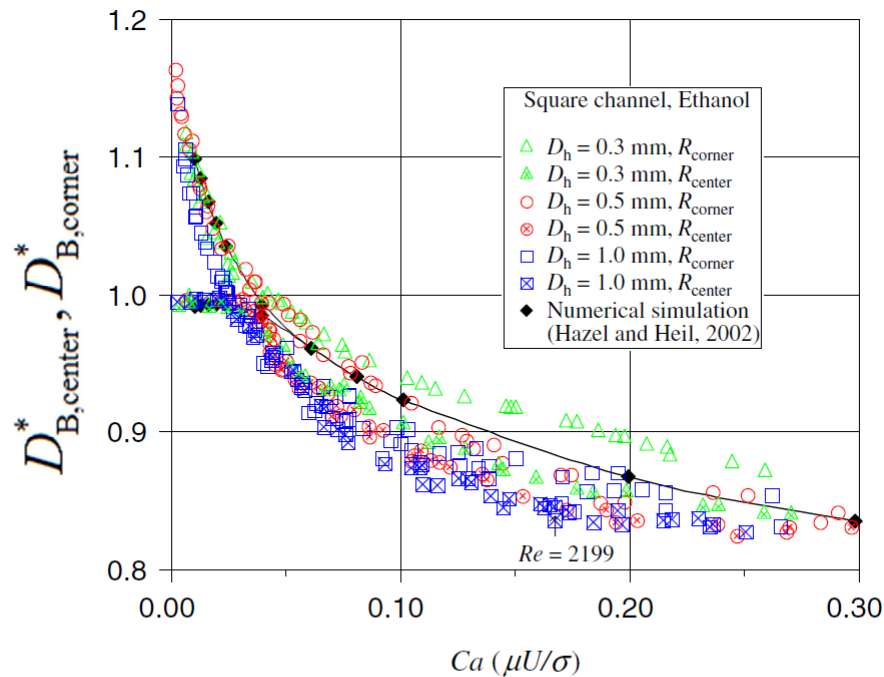 1.2
1.1
1.0
0.9
0.8
D*B,center, D*B,corner
Square channel, Ethanol
Dh = 0.3 mm, Rcorner
Dh = 0.3 mm, Rcenter
Dh = 0.5 mm, Rcorner
Dh = 0.5 mm, Rcenter
Dh = 1.0 mm, Rcorner
Dh = 1.0 mm, Rcenter
Numerical simulation
(Hazel and Heil, 2002)
Re = 2199
0.00 0.10 0.20 0.30
Ca (μU/σ)